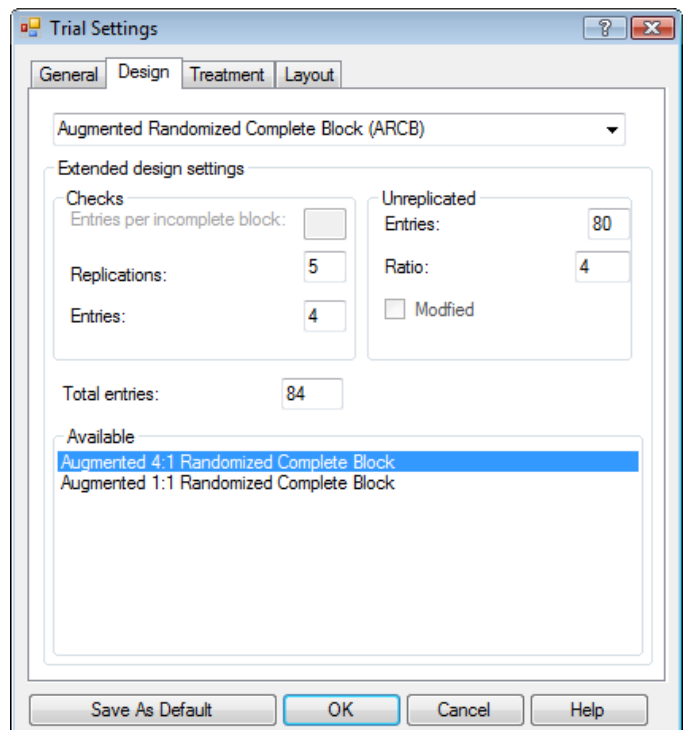 Trial Settings
General Design Treatment Layout
Augmented Randomized Complete Block (ARCB)
Extended design settings
Checks
Entries per incomplete block:
Replications: 5
Entries: 4
Unreplicated
Entries: 80
Ratio: 4
Modfied
Total entries: 84
Available
Augmented 4:1 Randomized Complete Block
Augmented 1:1 Randomized Complete Block
Save As Default OK Cancel Help